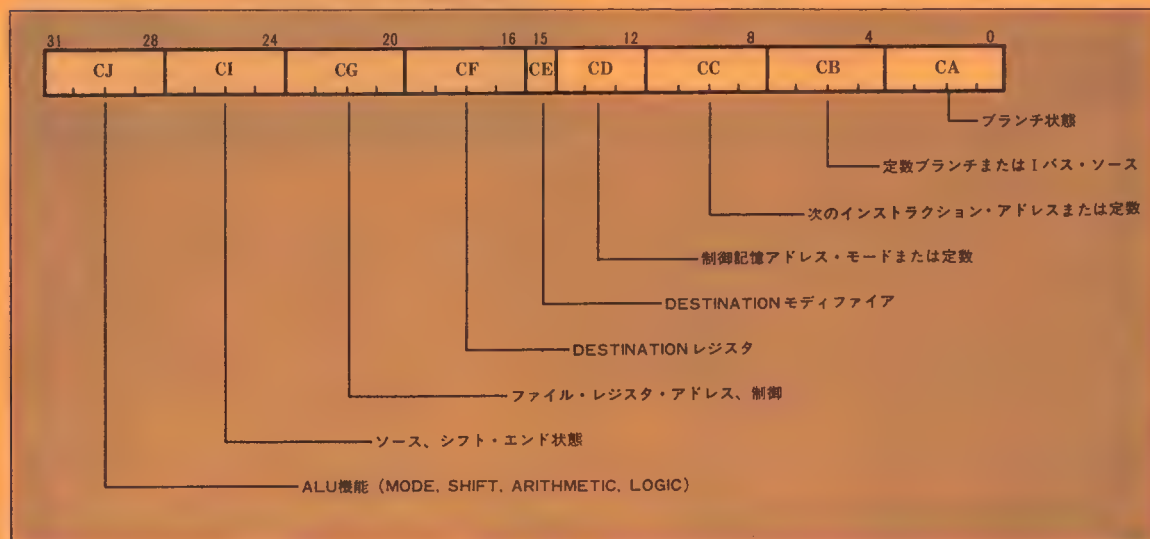 31 28 24 20 16 15 12 8 4 0
CJ CI CG CF CE CD CC CB CA
ブランチ状態
定数ブランチまたはIバス・ソース
次のインストラクション・アドレスまたは定数
制御記憶アドレス・モードまたは定数
DESTINATIONモディファイア
DESTINATIONレジスタ
ファイル・レジスタ・アドレス、制御
ソース、シフト・エンド状態
ALU機能 (MODE, SHIFT, ARITHMETIC, LOGIC)